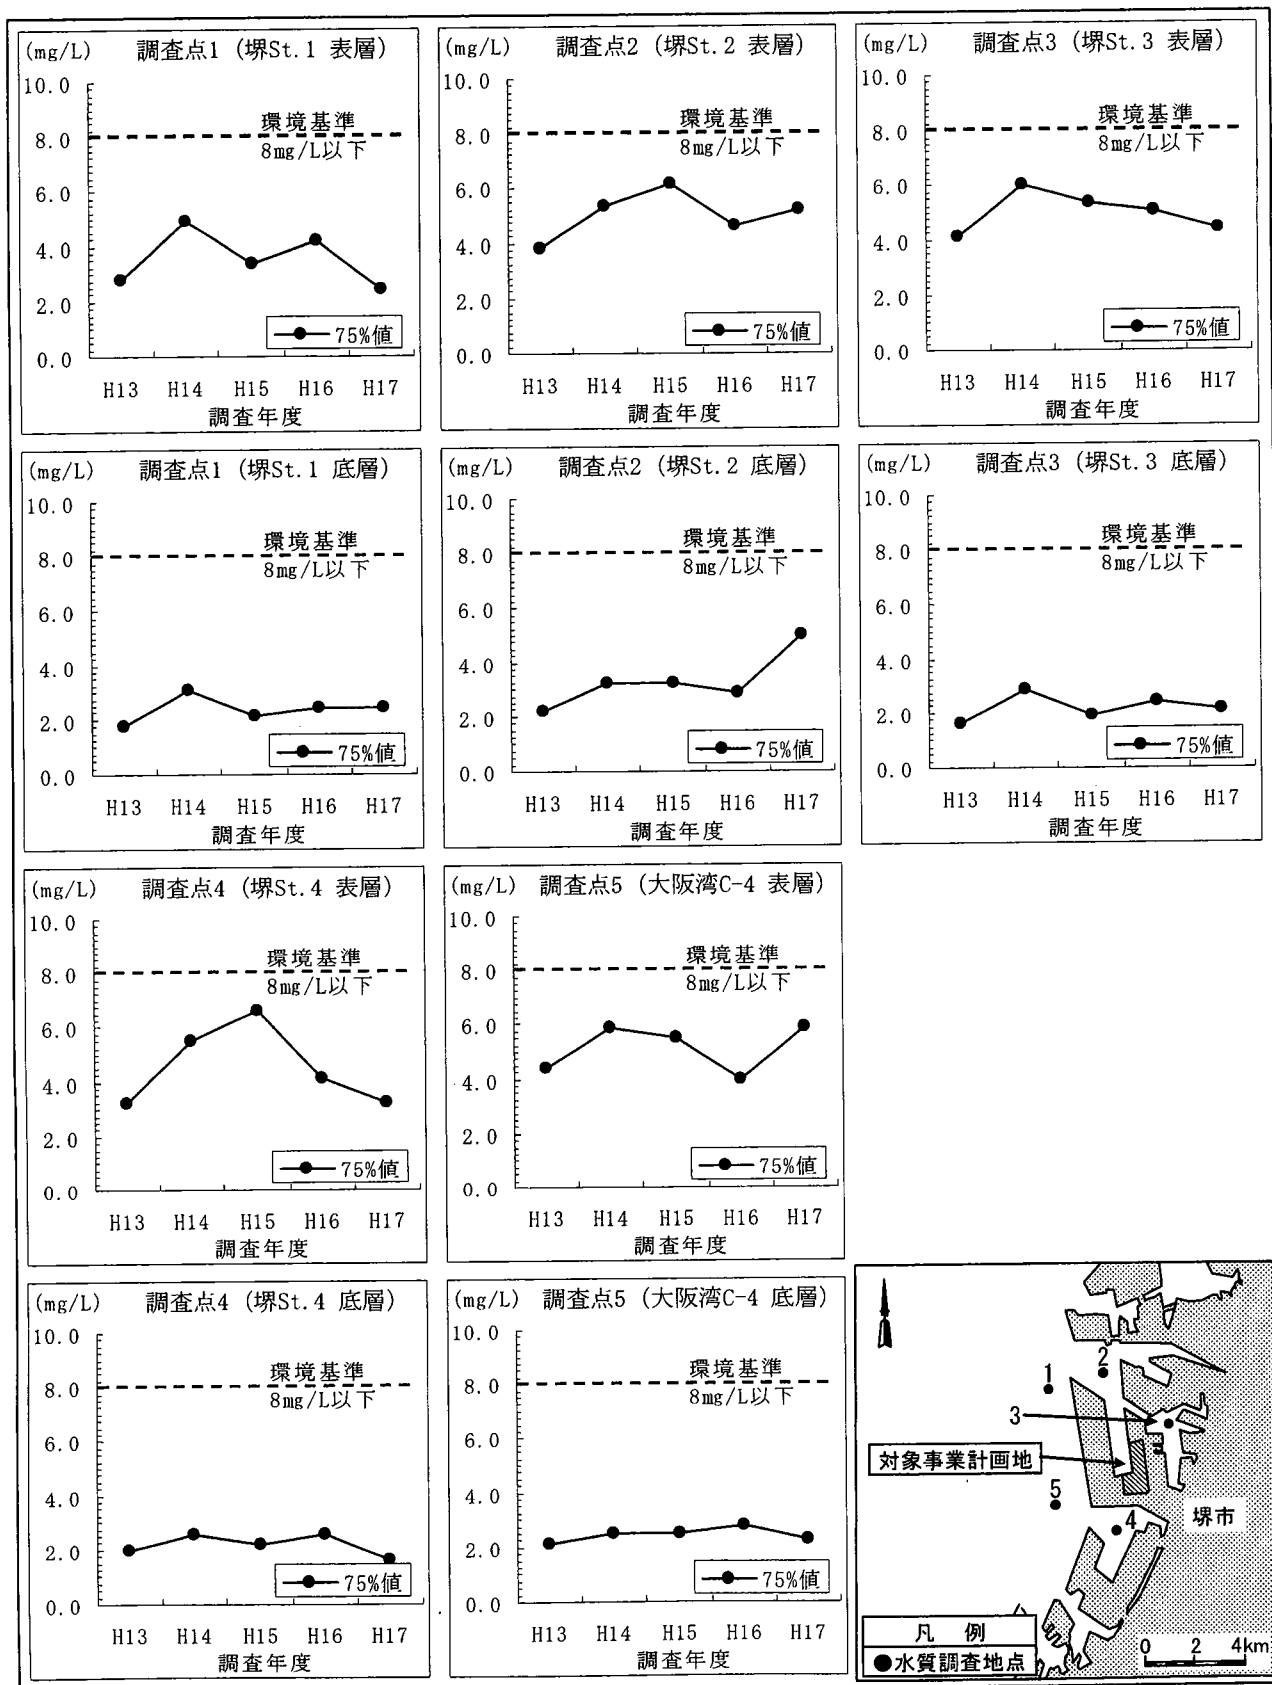 (mg/L) 調査点1 (堺St.1 表層)
10.0
8.0
6.0
4.0
2.0
0.0
環境基準
8mg/L以下
75%値
H13 H14 H15 H16 H17
調査年度
(mg/L) 調査点2 (堺St.2 表層)
10.0
8.0
6.0
4.0
2.0
0.0
環境基準
8mg/L以下
75%値
H13 H14 H15 H16 H17
調査年度
(mg/L) 調査点3 (堺St.3 表層)
10.0
8.0
6.0
4.0
2.0
0.0
環境基準
8mg/L以下
75%値
H13 H14 H15 H16 H17
調査年度
(mg/L) 調査点1 (堺St.1 底層)
10.0
8.0
6.0
4.0
2.0
0.0
環境基準
8mg/L以下
75%値
H13 H14 H15 H16 H17
調査年度
(mg/L) 調査点2 (堺St.2 底層)
10.0
8.0
6.0
4.0
2.0
0.0
環境基準
8mg/L以下
75%値
H13 H14 H15 H16 H17
調査年度
(mg/L) 調査点3 (堺St.3 底層)
10.0
8.0
6.0
4.0
2.0
0.0
環境基準
8mg/L以下
75%値
H13 H14 H15 H16 H17
調査年度
(mg/L) 調査点4 (堺St.4 表層)
10.0
8.0
6.0
4.0
2.0
0.0
環境基準
8mg/L以下
75%値
H13 H14 H15 H16 H17
調査年度
(mg/L) 調査点5 (大阪湾C-4 表層)
10.0
8.0
6.0
4.0
2.0
0.0
環境基準
8mg/L以下
75%値
H13 H14 H15 H16 H17
調査年度
(mg/L) 調査点4 (堺St.4 底層)
10.0
8.0
6.0
4.0
2.0
0.0
環境基準
8mg/L以下
75%値
H13 H14 H15 H16 H17
調査年度
(mg/L) 調査点5 (大阪湾C-4 底層)
10.0
8.0
6.0
4.0
2.0
0.0
環境基準
8mg/L以下
75%値
H13 H14 H15 H16 H17
調査年度
2
1
3
対象事業計画地
5
4
堺市
凡 例
●水質調査地点
0 2 4km